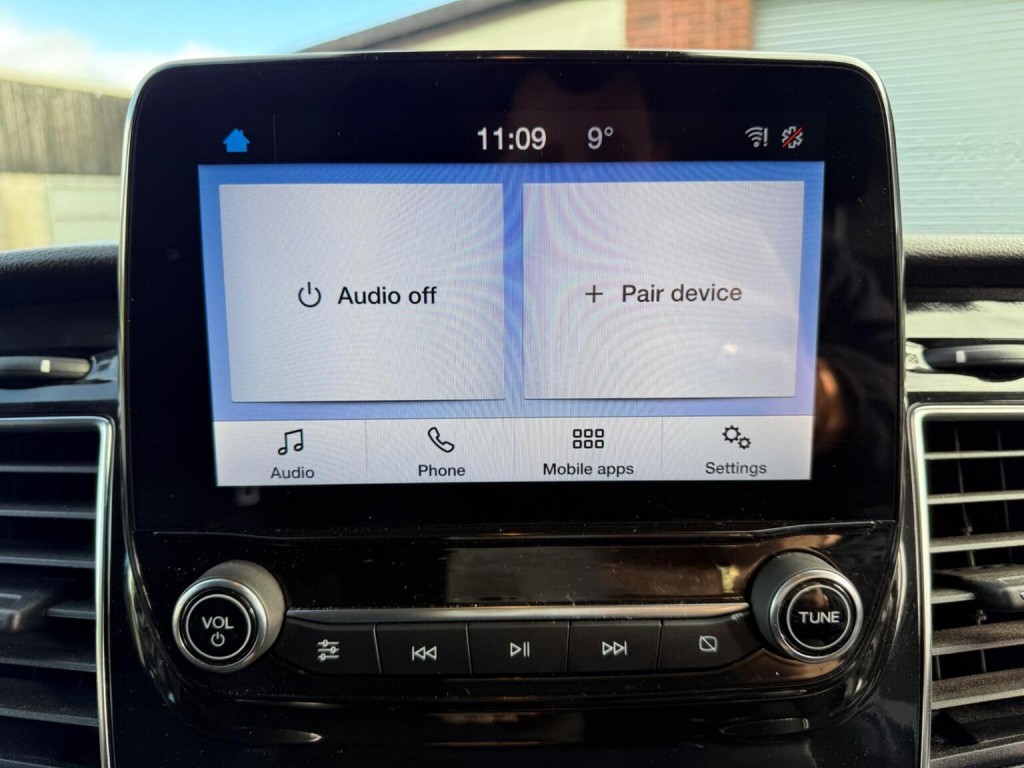 11:09 9°
Audio off
Pair device
Audio
Phone
Mobile apps
Settings
VOL
TUNE